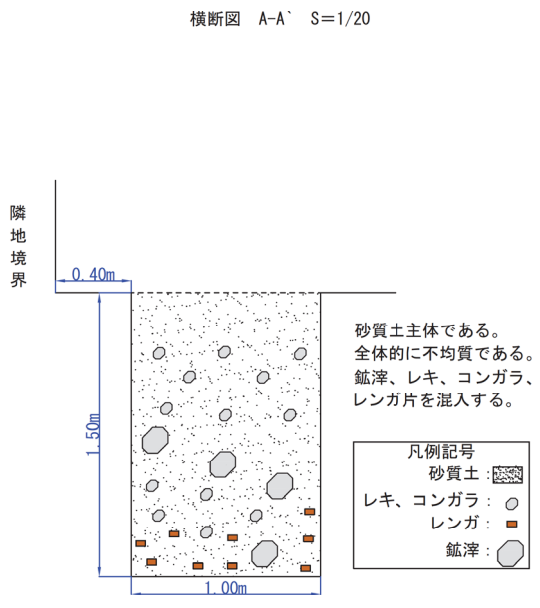 横断図 A-A` S＝1/20
隣地境界
0.40m
1.50m
1.00m
砂質土主体である。
全体的に不均質である。
鉱滓、レキ、コンガラ、
レンガ片を混入する。
凡例記号
砂質土：
レキ、コンガラ：
レンガ：
鉱滓：